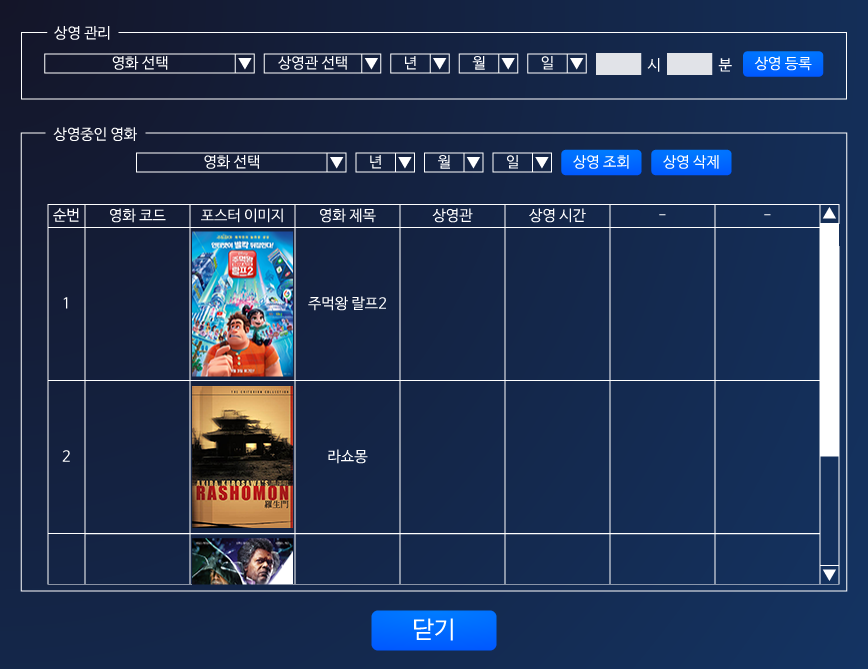 상영 관리
영화 선택 상영관 선택 년 월 일 시 분 상영 등록
상영중인 영화
영화 선택 년 월 일 상영 조회 상영 삭제
순번 영화 코드 포스터 이미지 영화 제목 상영관 상영 시간 - -
주먹왕
랄프2
1 주먹왕 랄프2
THE CRITERION COLLECTION
2 라쇼몽
AKIRA KUROSAWA'S
RASHOMON
羅生門
닫기